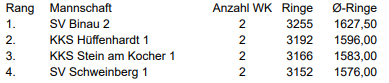 Rang Mannschaft Anzahl WK Ringe Ø-Ringe
1. SV Binau 2 2 3255 1627,50
2. KKS Hüffenhardt 1 2 3192 1596,00
3. KKS Stein am Kocher 1 2 3166 1583,00
4. SV Schweinberg 1 2 3152 1576,00